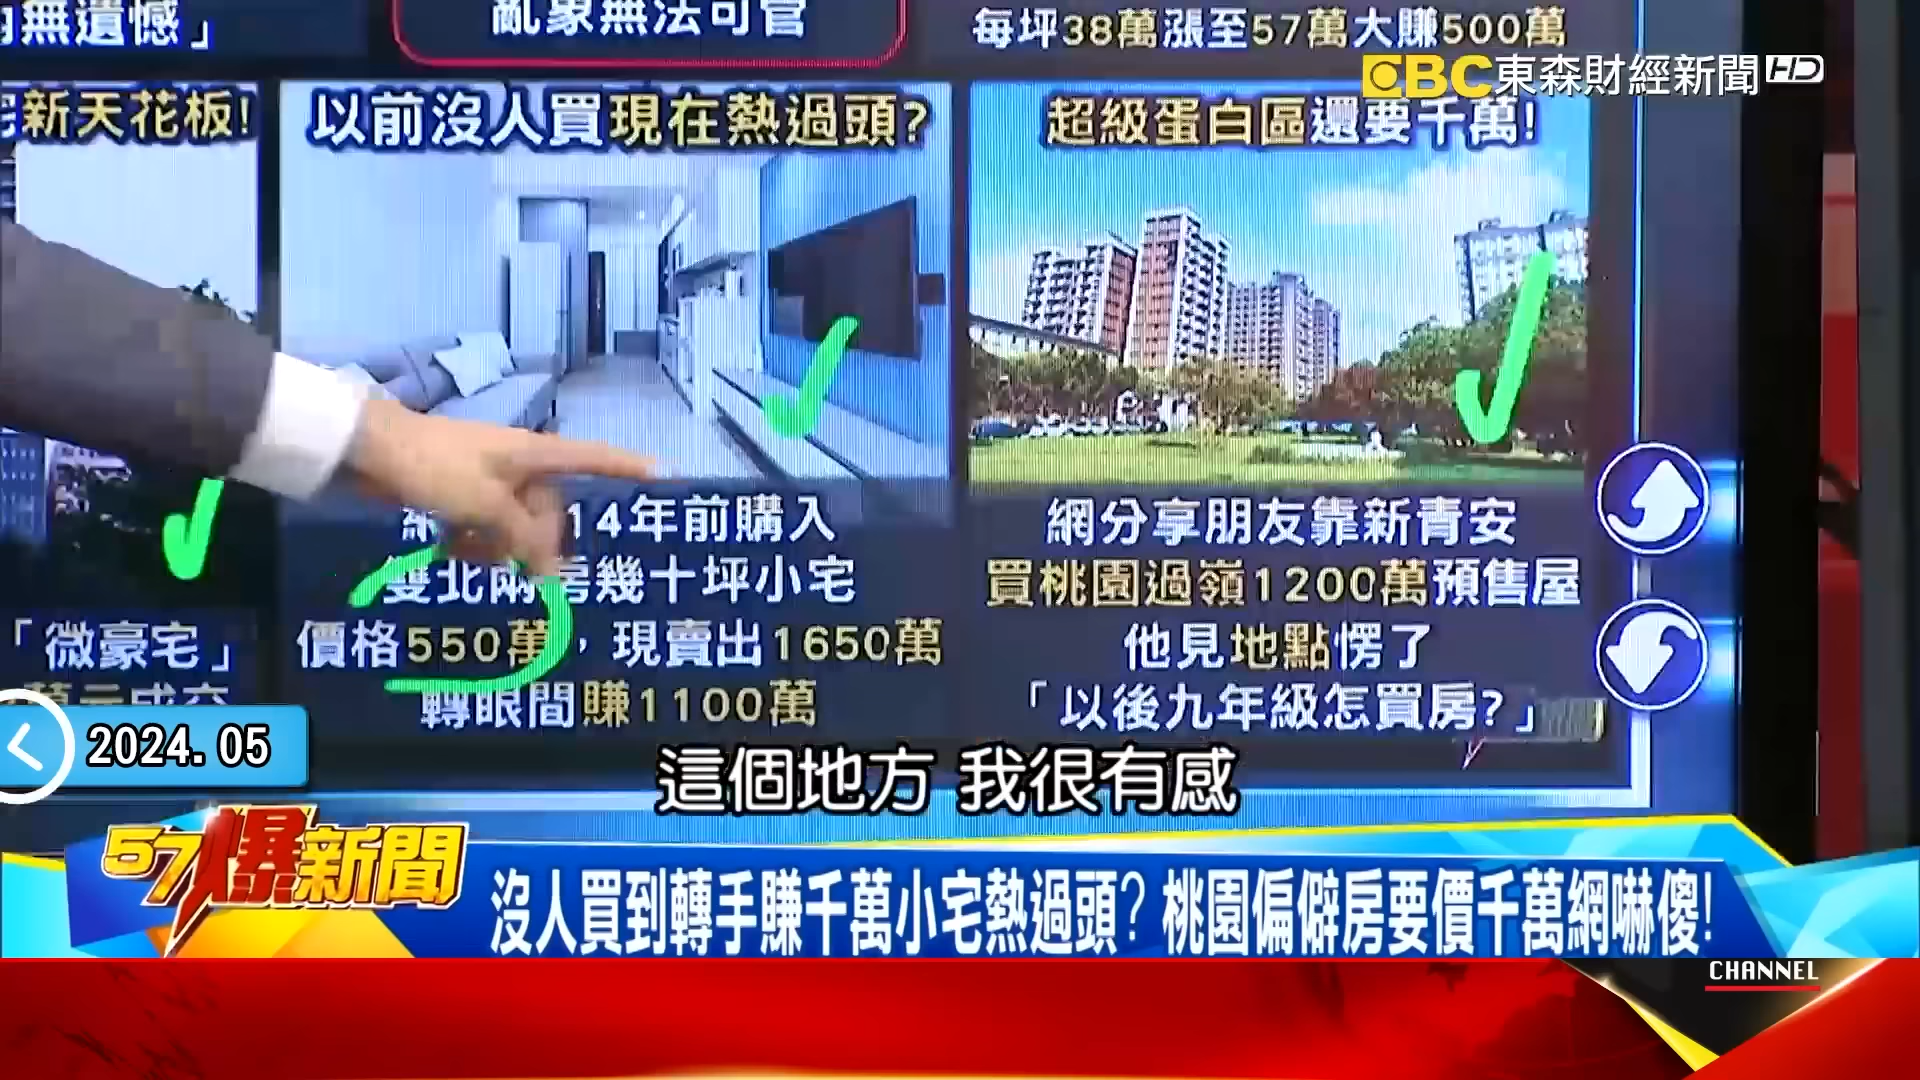 無遺憾」
亂象無法可管
每坪38萬漲至57萬大賺500萬
EBC東森財經新聞HD
新天花板!
以前沒人買現在熱過頭?
超級蛋白區還要千萬!
14年前購入
雙北兩房幾十坪小宅
價格550萬,現賣出1650萬
轉眼間賺1100萬
網分享朋友靠新青安
買桃園過嶺1200萬預售屋
他見地點愣了
「以後九年級怎買房?」
「微豪宅」
萬元成交
2024.05
這個地方 我很有感
57爆新聞
沒人買到轉手賺千萬小宅熱過頭?桃園偏僻房要價千萬網嚇傻!
CHANNEL